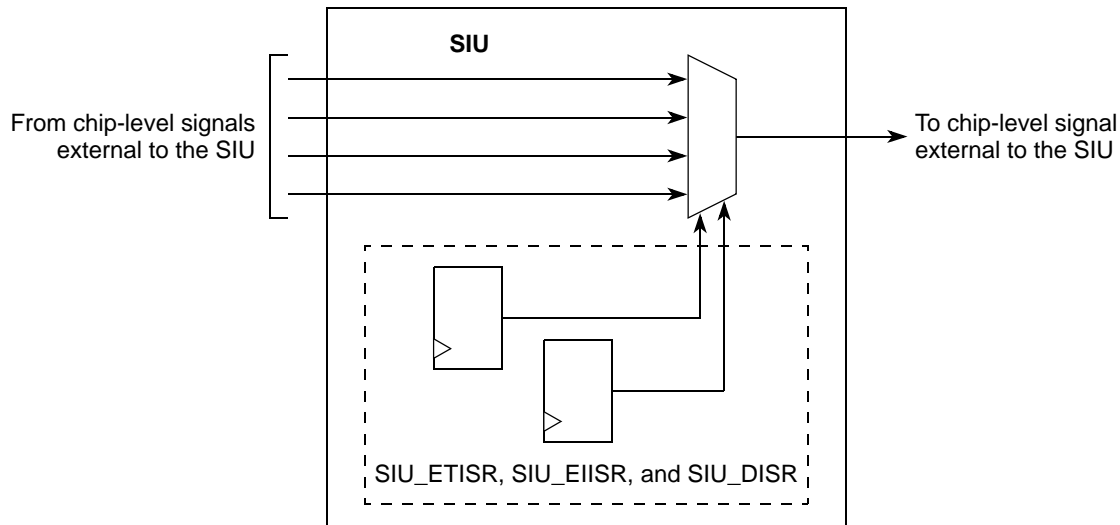 SIU
From chip-level signals
external to the SIU
To chip-level signal
external to the SIU
SIU_ETISR, SIU_EIISR, and SIU_DISR